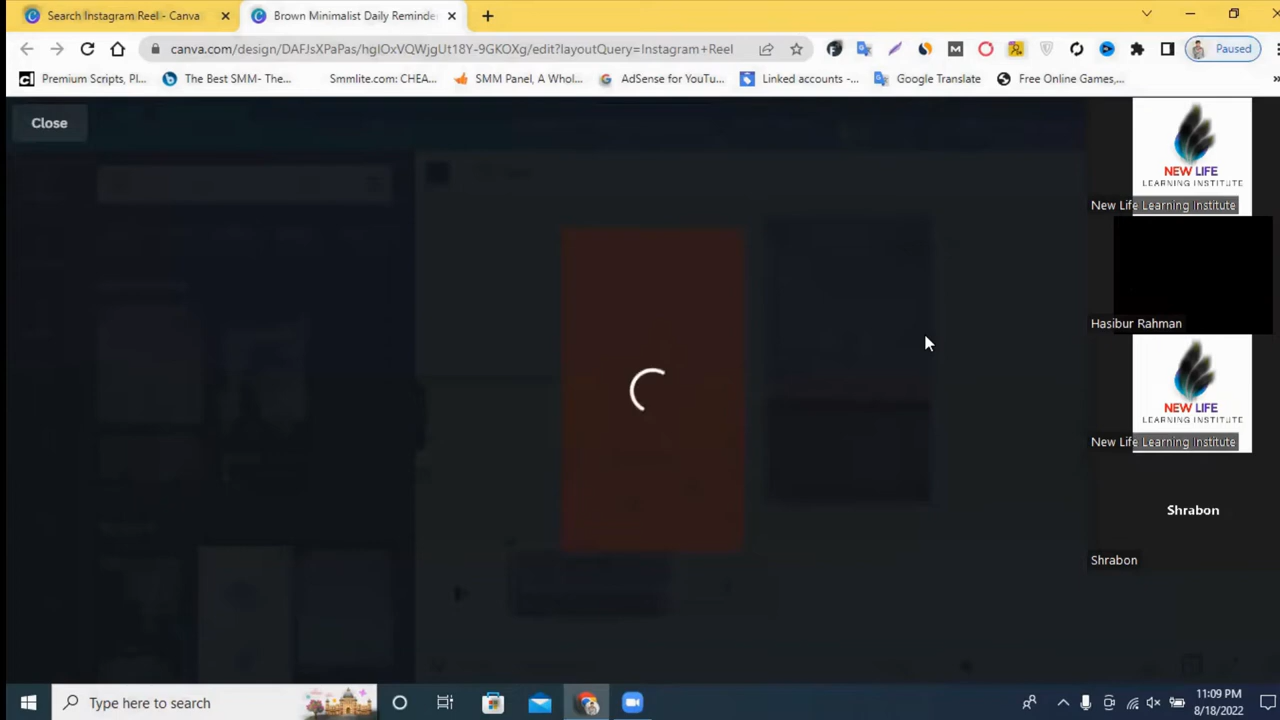 Search Instagram Reel - Canva
Brown Minimalist Daily Reminde
canva.com/design/DAFJsXPaPas/hgIOxVQWjgUt18Y-9GKOXg/edit?layoutQuery=Instagram+Reel
Paused
Premium Scripts, Pl...
The Best SMM- The...
Smmlite.com: CHEA...
SMM Panel, A Whol...
AdSense for YouTu...
Linked accounts -...
Google Translate
Free Online Games,...
Close
NEW LIFE
LEARNING INSTITUTE
New Life Learning Institute
Hasibur Rahman
NEW LIFE
LEARNING INSTITUTE
New Life Learning Institute
Shrabon
Shrabon
Type here to search
11:09 PM
8/18/2022